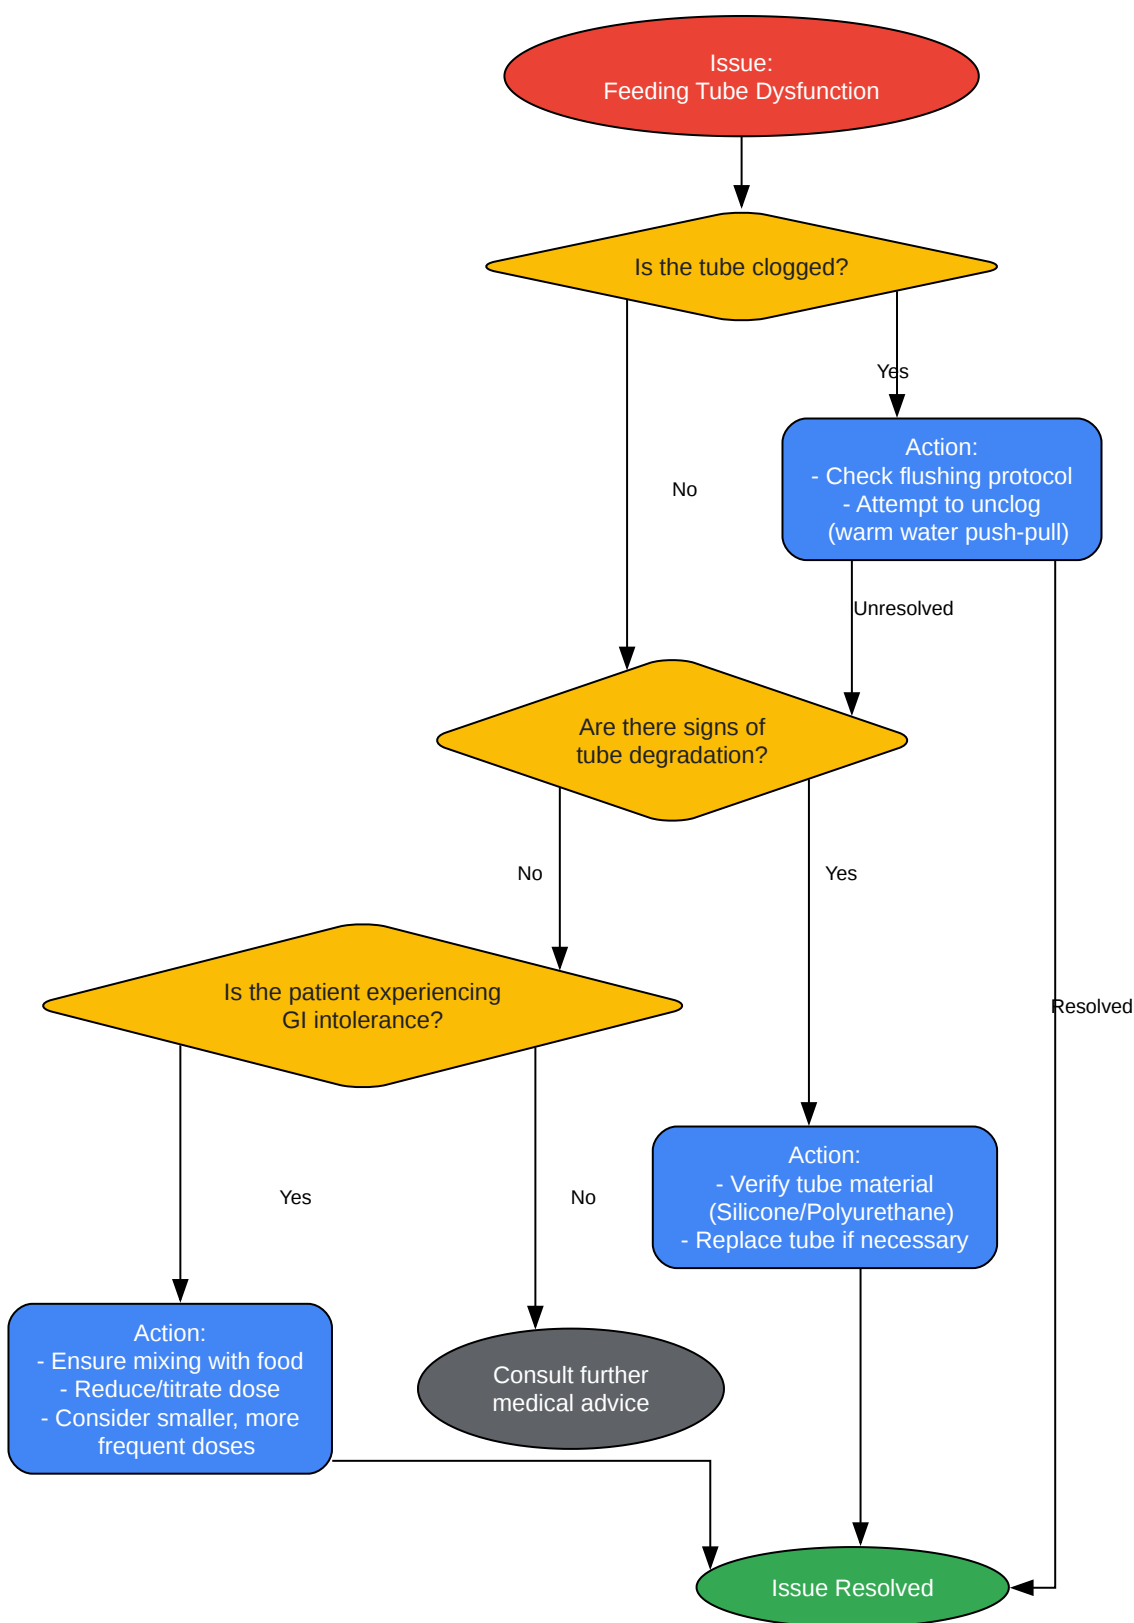 Issue:
Feeding Tube Dysfunction
Is the tube clogged?
Yes
Action:
- Check flushing protocol
- Attempt to unclog
(warm water push-pull)
No
Unresolved
Are there signs of
tube degradation?
No
Yes
Is the patient experiencing
GI intolerance?
Resolved
Action:
- Verify tube material
(Silicone/Polyurethane)
- Replace tube if necessary
Yes
No
Action:
- Ensure mixing with food
- Reduce/titrate dose
- Consider smaller, more
frequent doses
Consult further
medical advice
Issue Resolved